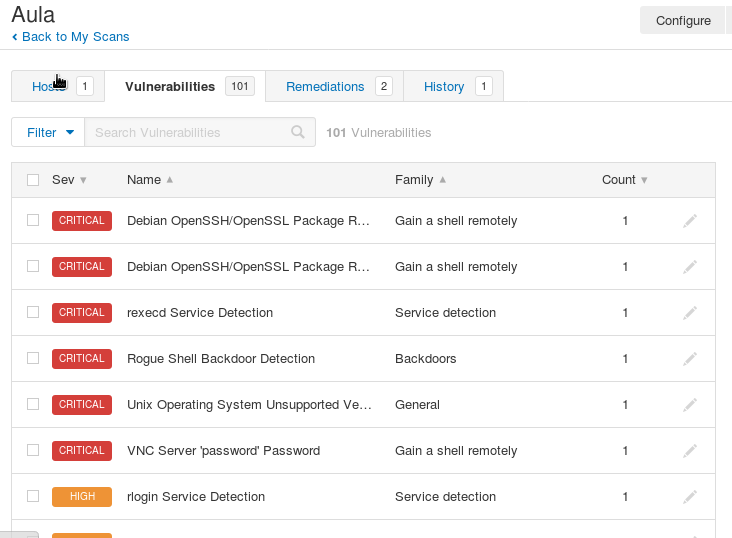 Aula
Back to My Scans
Configure
Hosts 1
Vulnerabilities 101
Remediations 2
History 1
Filter
Search Vulnerabilities
101 Vulnerabilities
Sev Name Family Count
CRITICAL Debian OpenSSH/OpenSSL Package R... Gain a shell remotely 1
CRITICAL Debian OpenSSH/OpenSSL Package R... Gain a shell remotely 1
CRITICAL rexecd Service Detection Service detection 1
CRITICAL Rogue Shell Backdoor Detection Backdoors 1
CRITICAL Unix Operating System Unsupported Ve... General 1
CRITICAL VNC Server 'password' Password Gain a shell remotely 1
HIGH rlogin Service Detection Service detection 1